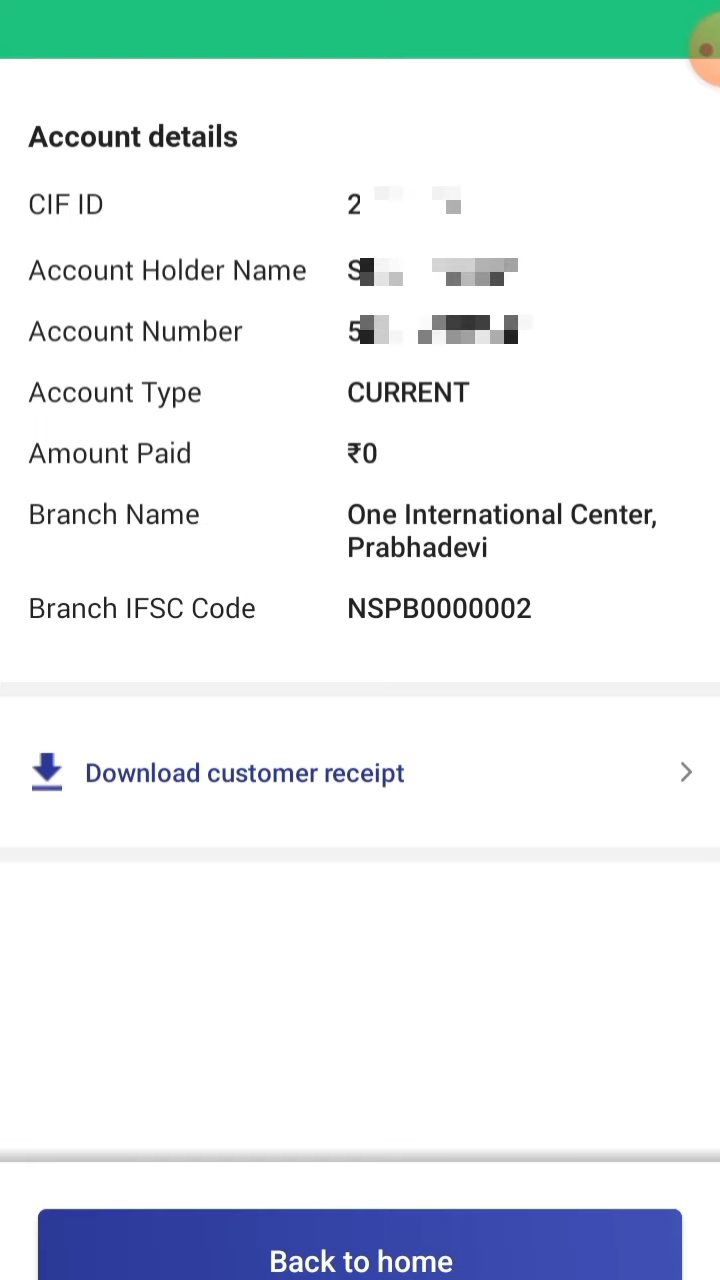 Account details
CIF ID 2
Account Holder Name S
Account Number 5
Account Type CURRENT
Amount Paid ₹0
Branch Name One International Center,
Prabhadevi
Branch IFSC Code NSPB0000002
Download customer receipt
Back to home